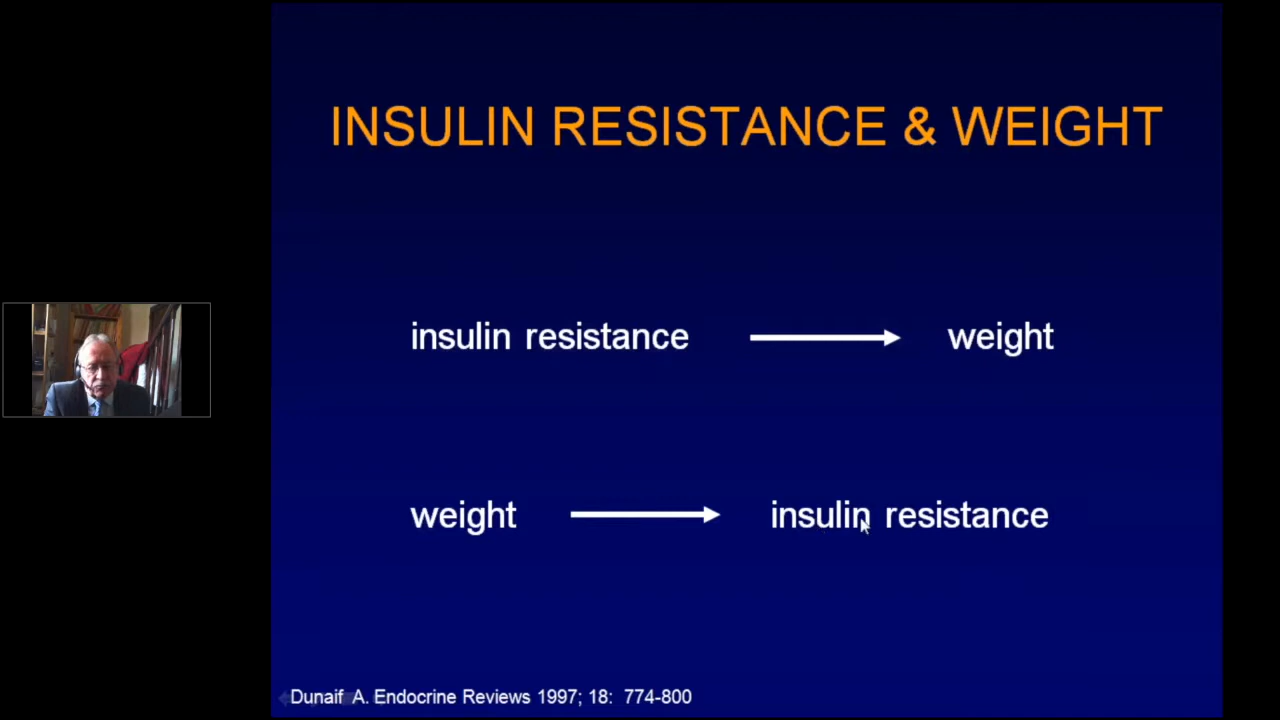 INSULIN RESISTANCE & WEIGHT
insulin resistance weight
weight insulin resistance
Dunaif A. Endocrine Reviews 1997; 18: 774-800